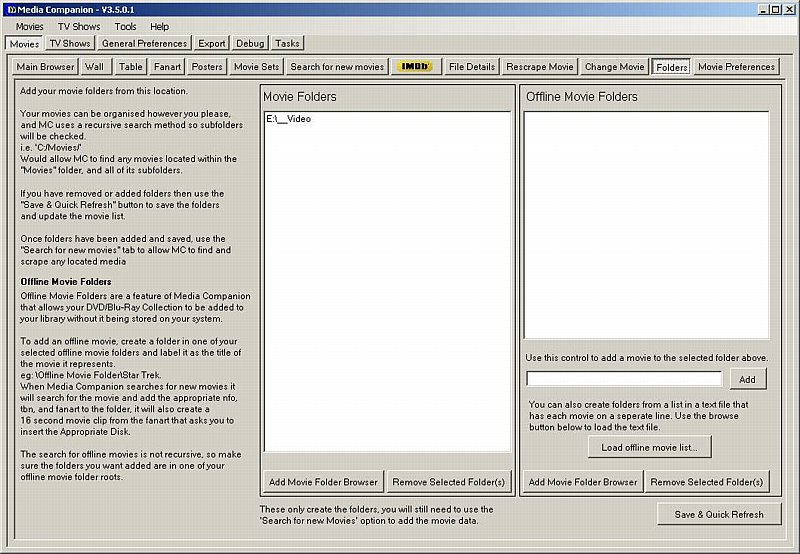 Media Companion - V3.5.0.1
Movies TV Shows Tools Help
Movies TV Shows General Preferences Export Debug Tasks
Main Browser Wall Table Fanart Posters Movie Sets Search for new movies IMDb File Details Rescrape Movie Change Movie Folders Movie Preferences
Add your movie folders from this location.
Your movies can be organised however you please,
and MC uses a recursive search method so subfolders
will be checked.
i.e. 'C:/Movies/'
Would allow MC to find any movies located within the
"Movies" folder, and all of its subfolders.
If you have removed or added folders then use the
"Save & Quick Refresh" button to save the folders
and update the movie list.
Once folders have been added and saved, use the
"Search for new movies" tab to allow MC to find and
scrape any located media
Offline Movie Folders
Offline Movie Folders are a feature of Media Companion
that allows your DVD/Blu-Ray Collection to be added to
your library without it being stored on your system.
To add an offline movie, create a folder in one of your
selected offline movie folders and label it as the title of
the movie it represents.
eg: \Offline Movie Folder\Star Trek.
When Media Companion searches for new movies it
will search for the movie and add the appropriate nfo,
tbn, and fanart to the folder, it will also create a
16 second movie clip from the fanart that asks you to
insert the Appropriate Disk.
The search for offline movies is not recursive, so make
sure the folders you want added are in one of your
offline movie folder roots.
Movie Folders
E:\__Video
Add Movie Folder Browser Remove Selected Folder(s)
These only create the folders, you will still need to use the
'Search for new Movies' option to add the movie data.
Offline Movie Folders
Use this control to add a movie to the selected folder above.
Add
You can also create folders from a list in a text file that
has each movie on a seperate line. Use the browse
button below to load the text file.
Load offline movie list...
Add Movie Folder Browser Remove Selected Folder(s)
Save & Quick Refresh